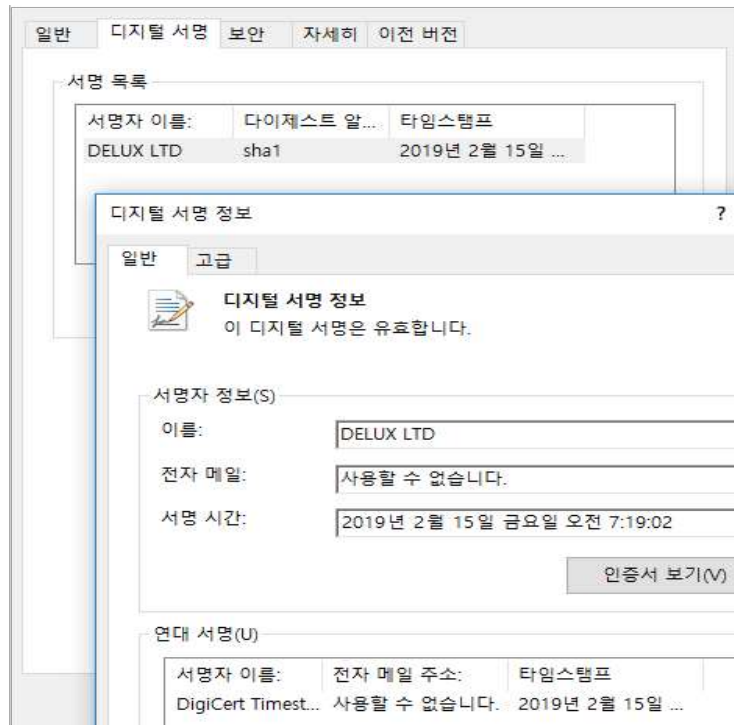 일반 디지털 서명 보안 자세히 이전 버전
서명 목록
서명자 이름: 다이제스트 알... 타임스탬프
DELUX LTD sha1 2019년 2월 15일 ...
디지털 서명 정보 ?
일반 고급
디지털 서명 정보
이 디지털 서명은 유효합니다.
서명자 정보(S)
이름: DELUX LTD
전자 메일: 사용할 수 없습니다.
서명 시간: 2019년 2월 15일 금요일 오전 7:19:02
인증서 보기(V)
연대 서명(U)
서명자 이름: 전자 메일 주소: 타임스탬프
DigiCert Timest... 사용할 수 없습니다. 2019년 2월 15일 ...